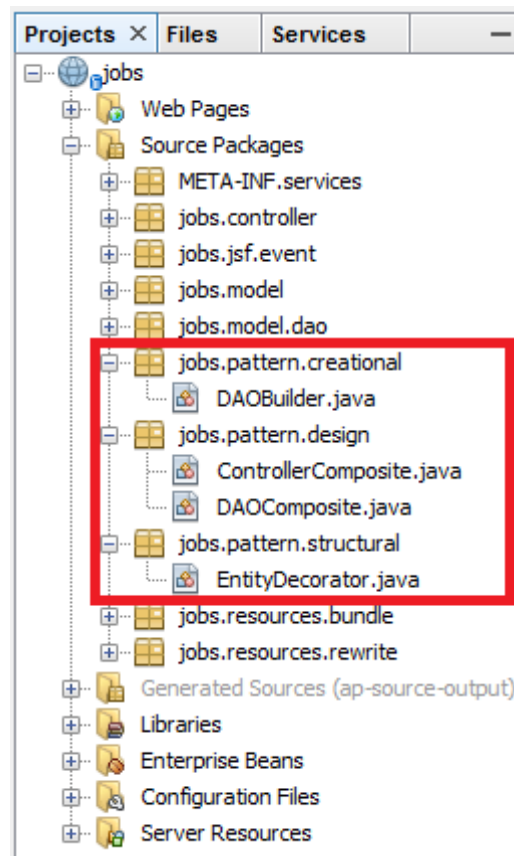 Projects Files Services
jobs
Web Pages
Source Packages
META-INF.services
jobs.controller
jobs.jsf.event
jobs.model
jobs.model.dao
jobs.pattern.creational
DAOBuilder.java
jobs.pattern.design
ControllerComposite.java
DAOComposite.java
jobs.pattern.structural
EntityDecorator.java
jobs.resources.bundle
jobs.resources.rewrite
Generated Sources (ap-source-output)
Libraries
Enterprise Beans
Configuration Files
Server Resources